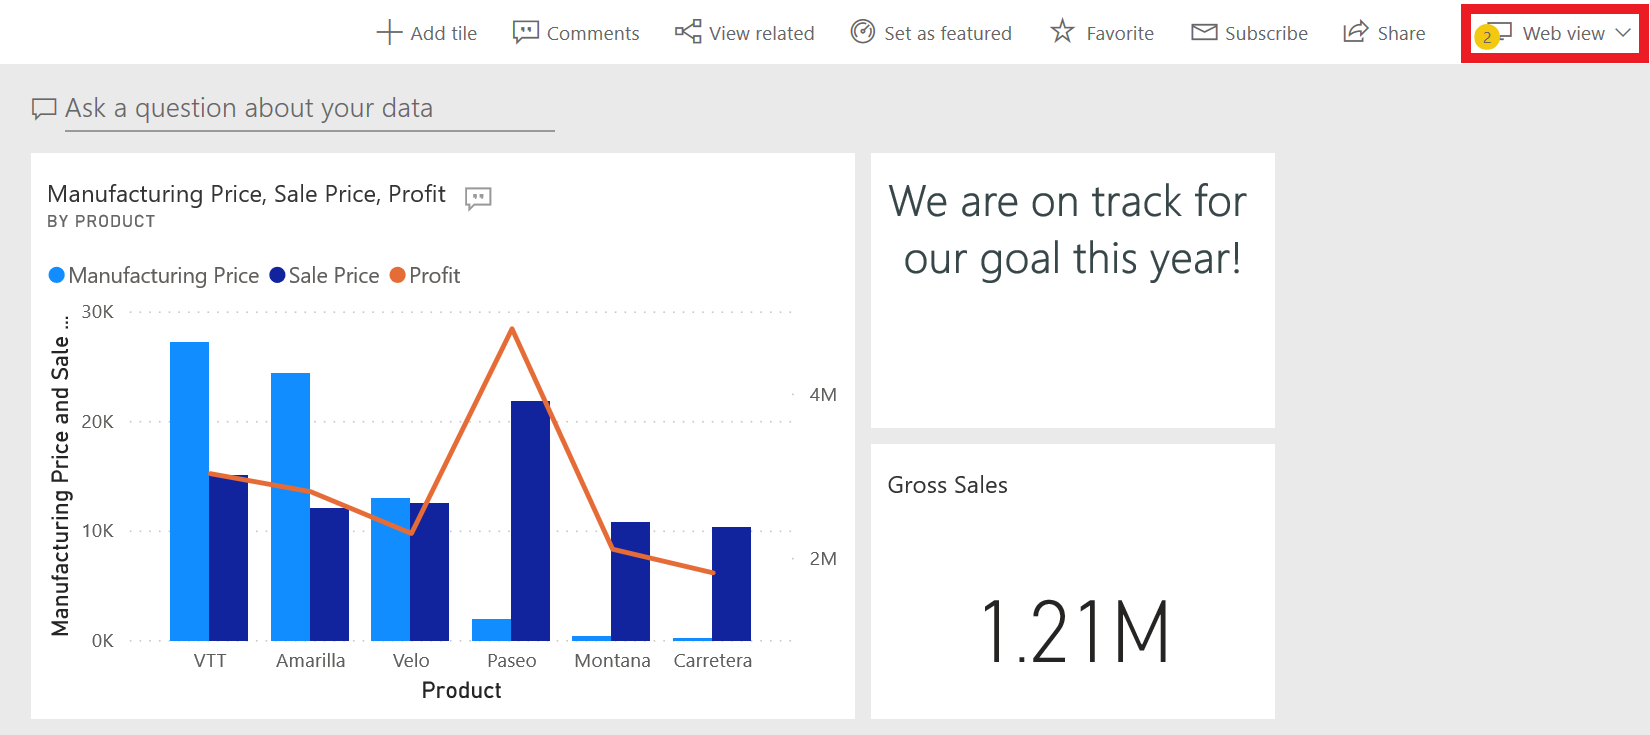 Add tile Comments View related Set as featured Favorite Subscribe Share 2 Web view
Ask a question about your data
Manufacturing Price, Sale Price, Profit
BY PRODUCT
Manufacturing Price Sale Price Profit
Manufacturing Price and Sale ...
30K
20K
10K
0K
4M
2M
VTT Amarilla Velo Paseo Montana Carretera
Product
We are on track for
our goal this year!
Gross Sales
1.21M